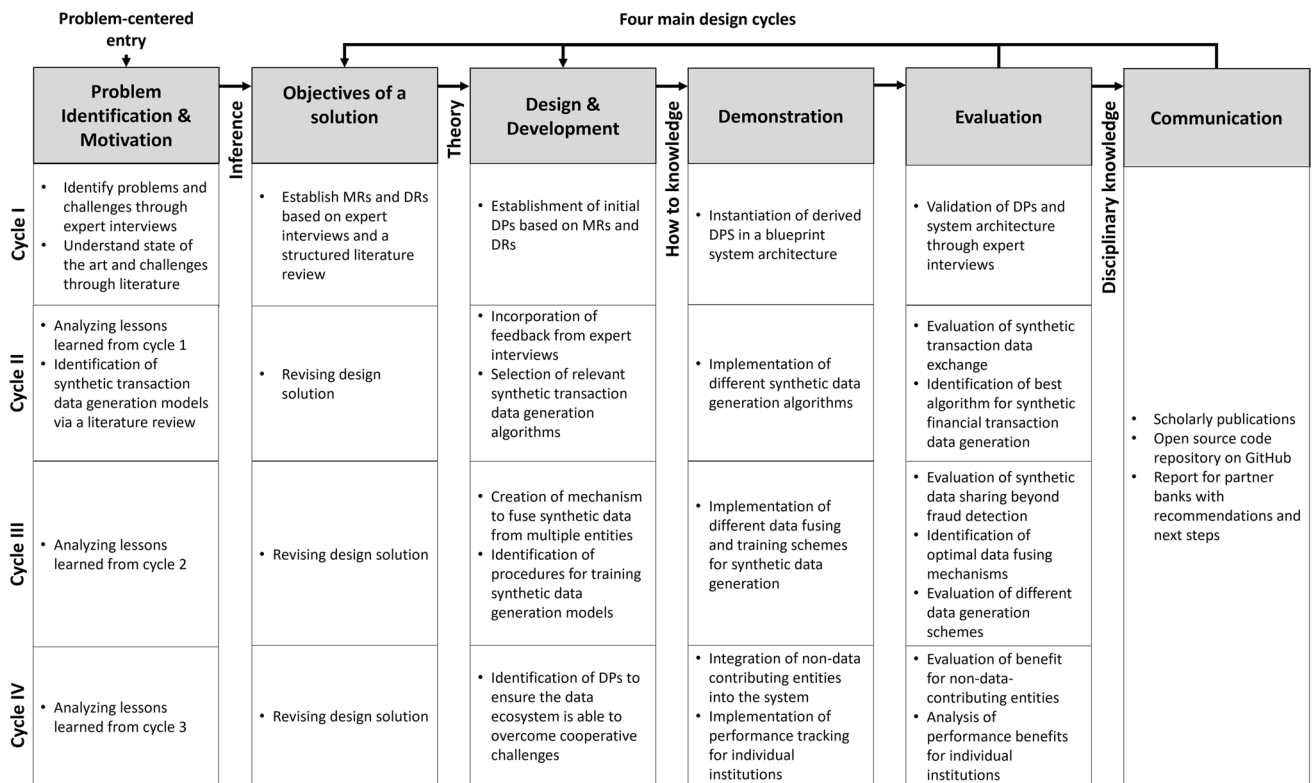 Problem-centered
entry
Four main design cycles
Problem
Identification &
Motivation
Inference
Objectives of a
solution
Theory
Design &
Development
How to knowledge
Demonstration
Evaluation
Disciplinary knowledge
Communication
Cycle I
• Identify problems and
challenges through
expert interviews
• Understand state of
the art and challenges
through literature
• Establish MRs and DRs
based on expert
interviews and a
structured literature
review
• Establishment of initial
DPs based on MRs and
DRs
• Instantiation of derived
DPS in a blueprint
system architecture
• Validation of DPs and
system architecture
through expert
interviews
Cycle II
• Analyzing lessons
learned from cycle 1
• Identification of
synthetic transaction
data generation models
via a literature review
• Revising design
solution
• Incorporation of
feedback from expert
interviews
• Selection of relevant
synthetic transaction
data generation
algorithms
• Implementation of
different synthetic data
generation algorithms
• Evaluation of synthetic
transaction data
exchange
• Identification of best
algorithm for synthetic
financial transaction
data generation
Cycle III
• Analyzing lessons
learned from cycle 2
• Revising design solution
• Creation of mechanism
to fuse synthetic data
from multiple entities
• Identification of
procedures for training
synthetic data
generation models
• Implementation of
different data fusing
and training schemes
for synthetic data
generation
• Evaluation of synthetic
data sharing beyond
fraud detection
• Identification of
optimal data fusing
mechanisms
• Evaluation of different
data generation
schemes
Cycle IV
• Analyzing lessons
learned from cycle 3
• Revising design solution
• Identification of DPs to
ensure the data
ecosystem is able to
overcome cooperative
challenges
• Integration of non-data
contributing entities
into the system
• Implementation of
performance tracking
for individual
institutions
• Evaluation of benefit
for non-data-
contributing entities
• Analysis of
performance benefits
for individual
institutions
• Scholarly publications
• Open source code
repository on GitHub
• Report for partner
banks with
recommendations and
next steps